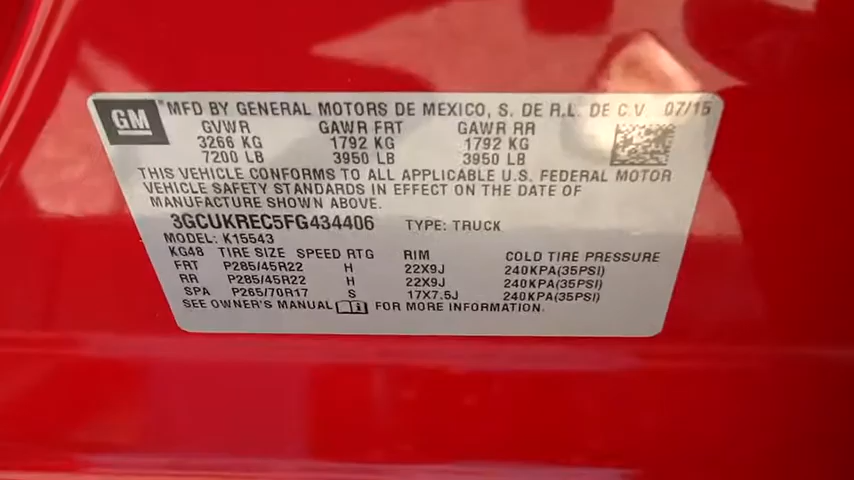 GM MFD BY GENERAL MOTORS DE MEXICO, S. DE R.L. DE C.V. 07/15
GVWR GAWR FRT GAWR RR
3266 KG 1792 KG 1792 KG
7200 LB 3950 LB 3950 LB
THIS VEHICLE CONFORMS TO ALL APPLICABLE U.S. FEDERAL MOTOR
VEHICLE SAFETY STANDARDS IN EFFECT ON THE DATE OF
MANUFACTURE SHOWN ABOVE.
3GCUKREC5FG434406 TYPE: TRUCK
MODEL: K15543
KG48 TIRE SIZE SPEED RTG RIM COLD TIRE PRESSURE
FRT P285/45R22 H 22X9J 240KPA(35PSI)
RR P285/45R22 H 22X9J 240KPA(35PSI)
SPA P265/70R17 S 17X7.5J 240KPA(35PSI)
SEE OWNER'S MANUAL FOR MORE INFORMATION.